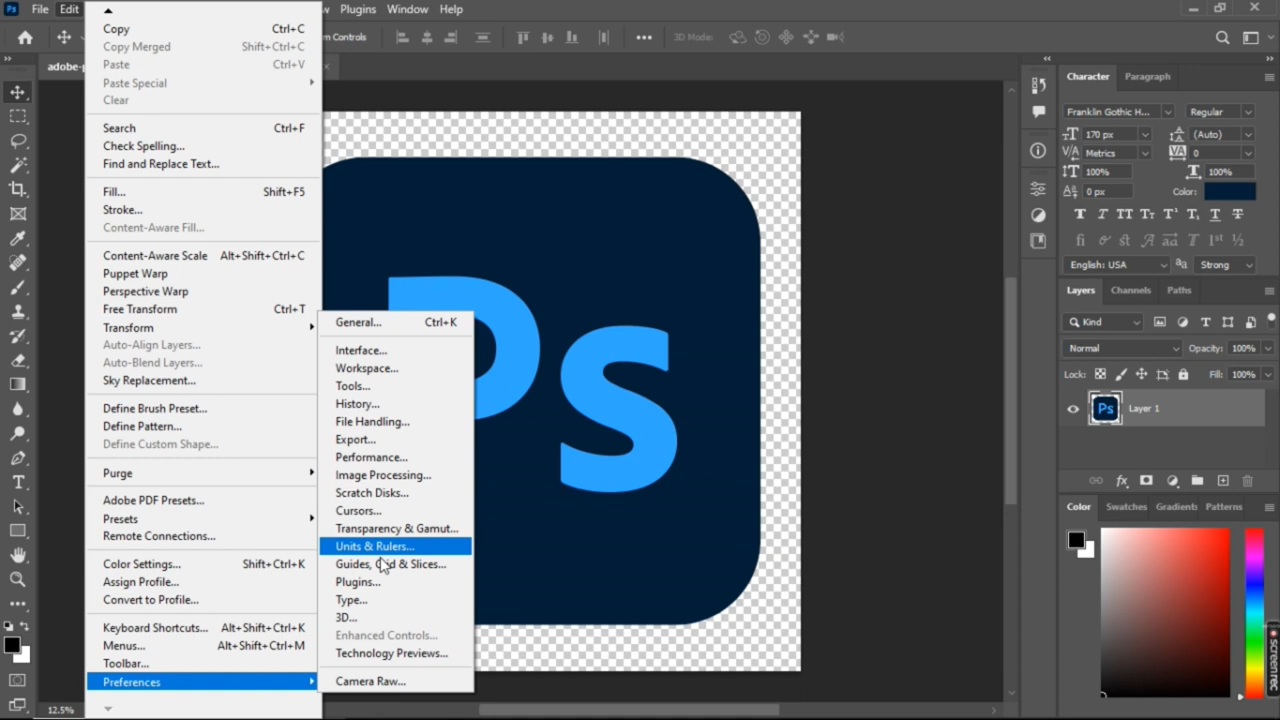 Ps File Edit w Plugins Window Help
m Controls 3D Mode:
adobe-p
Copy Ctrl+C
Copy Merged Shift+Ctrl+C
Paste Ctrl+V
Paste Special
Clear
Search Ctrl+F
Check Spelling...
Find and Replace Text...
Fill... Shift+F5
Stroke...
Content-Aware Fill...
Content-Aware Scale Alt+Shift+Ctrl+C
Puppet Warp
Perspective Warp
Free Transform Ctrl+T
Transform
Auto-Align Layers...
Auto-Blend Layers...
Sky Replacement...
Define Brush Preset...
Define Pattern...
Define Custom Shape...
Purge
Adobe PDF Presets...
Presets
Remote Connections...
Color Settings... Shift+Ctrl+K
Assign Profile...
Convert to Profile...
Keyboard Shortcuts... Alt+Shift+Ctrl+K
Menus... Alt+Shift+Ctrl+M
Toolbar...
Preferences
General... Ctrl+K
Interface...
Workspace...
Tools...
History...
File Handling...
Export...
Performance...
Image Processing...
Scratch Disks...
Cursors...
Transparency & Gamut...
Units & Rulers...
Guides, Grid & Slices...
Plugins...
Type...
3D...
Enhanced Controls...
Technology Previews...
Camera Raw...
Ps
12.5%
Character Paragraph
Franklin Gothic H... Regular
170 px (Auto)
Metrics 0
100% 100%
0 px Color:
English: USA aa Strong
Layers Channels Paths
Kind
Normal Opacity: 100%
Lock: Fill: 100%
Ps Layer 1
fx
Color Swatches Gradients Patterns
screenrec